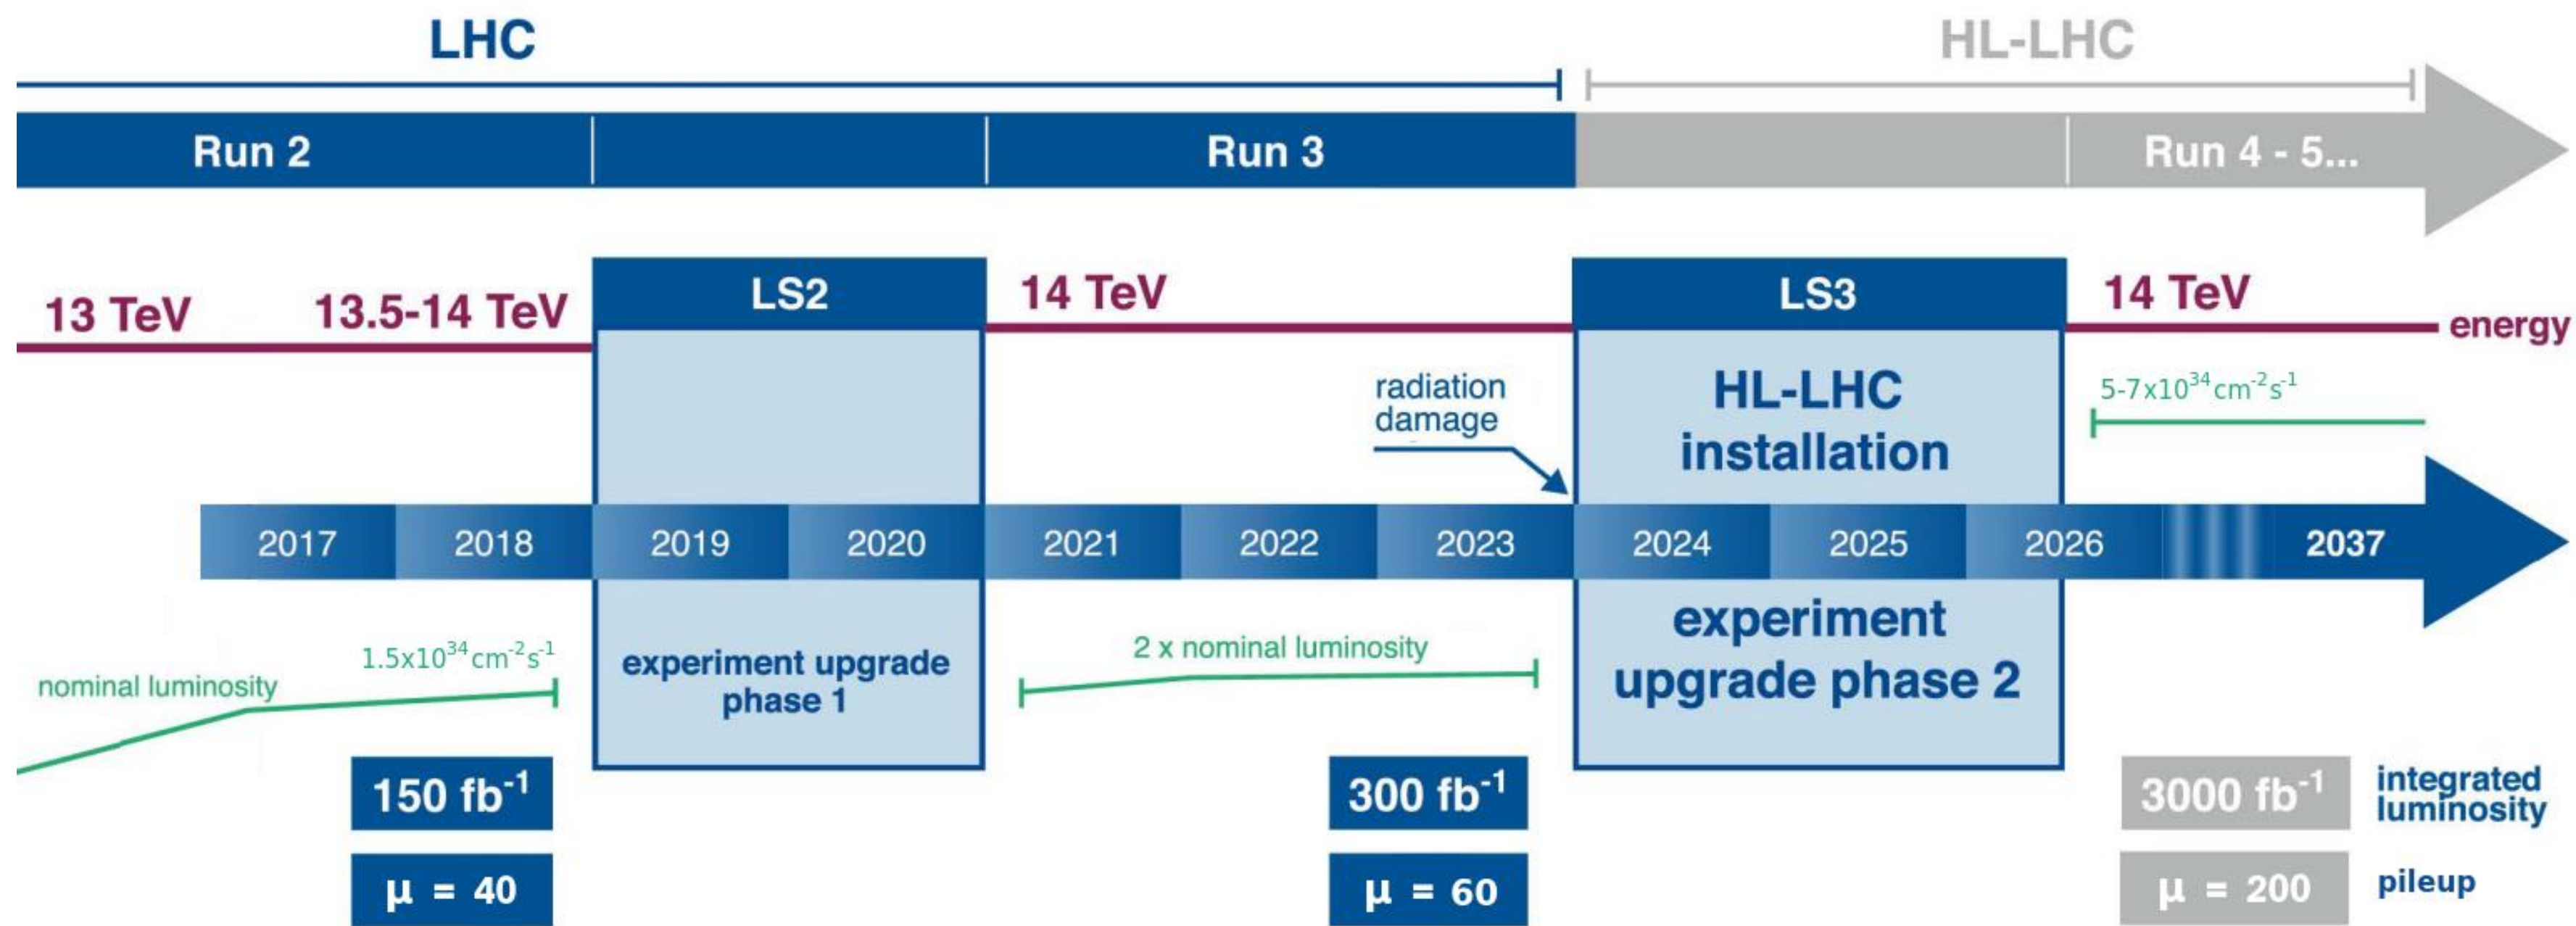 LHC
HL-LHC
Run 2
Run 3
Run 4 - 5...
13 TeV
13.5-14 TeV
LS2
14 TeV
LS3
14 TeV
energy
radiation
damage
HL-LHC
installation
5-7x10³⁴cm⁻²s⁻¹
2017
2018
2019
2020
2021
2022
2023
2024
2025
2026
2037
nominal luminosity
1.5x10³⁴cm⁻²s⁻¹
experiment upgrade
phase 1
2 x nominal luminosity
experiment
upgrade phase 2
150 fb⁻¹
300 fb⁻¹
3000 fb⁻¹
integrated
luminosity
μ = 40
μ = 60
μ = 200
pileup